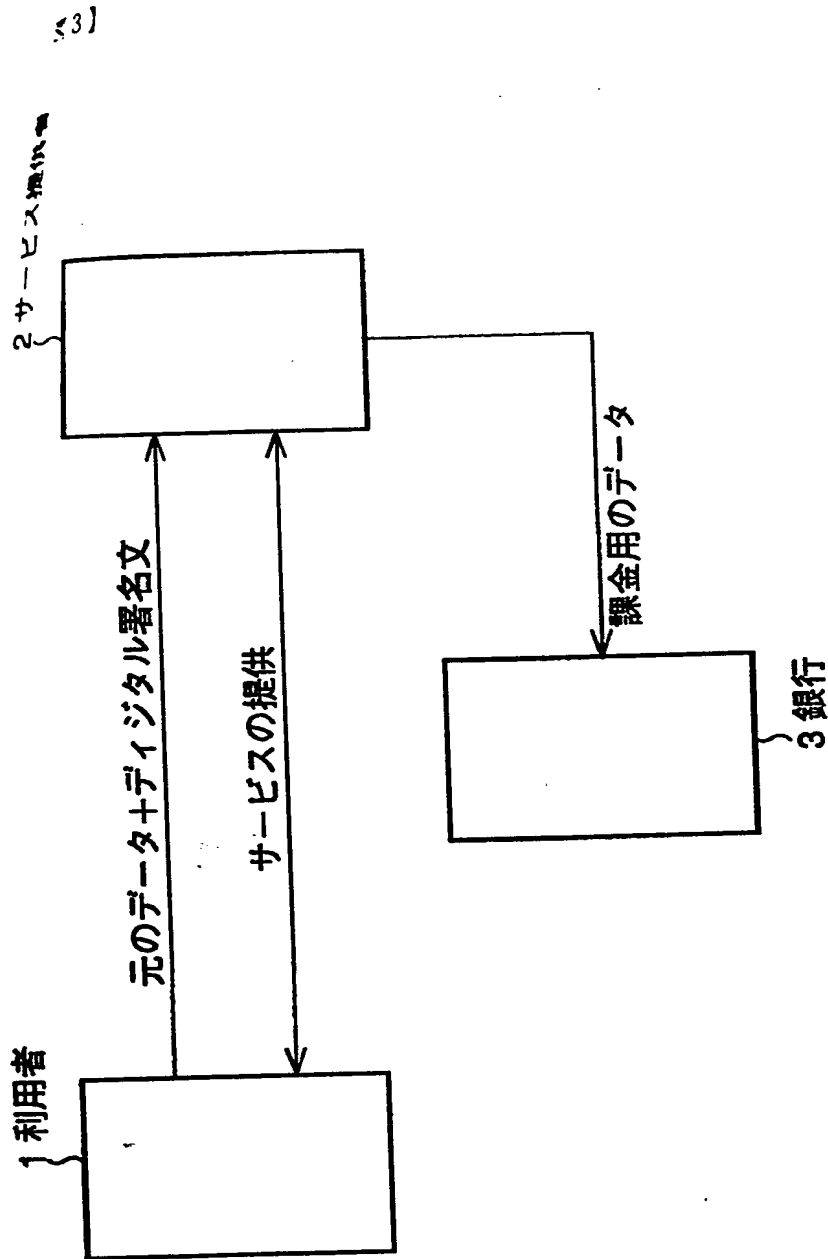 3】
1 利用者
元のデータ+ディジタル署名文
サービスの提供
2 サービス提供者
課金用のデータ
3 銀行